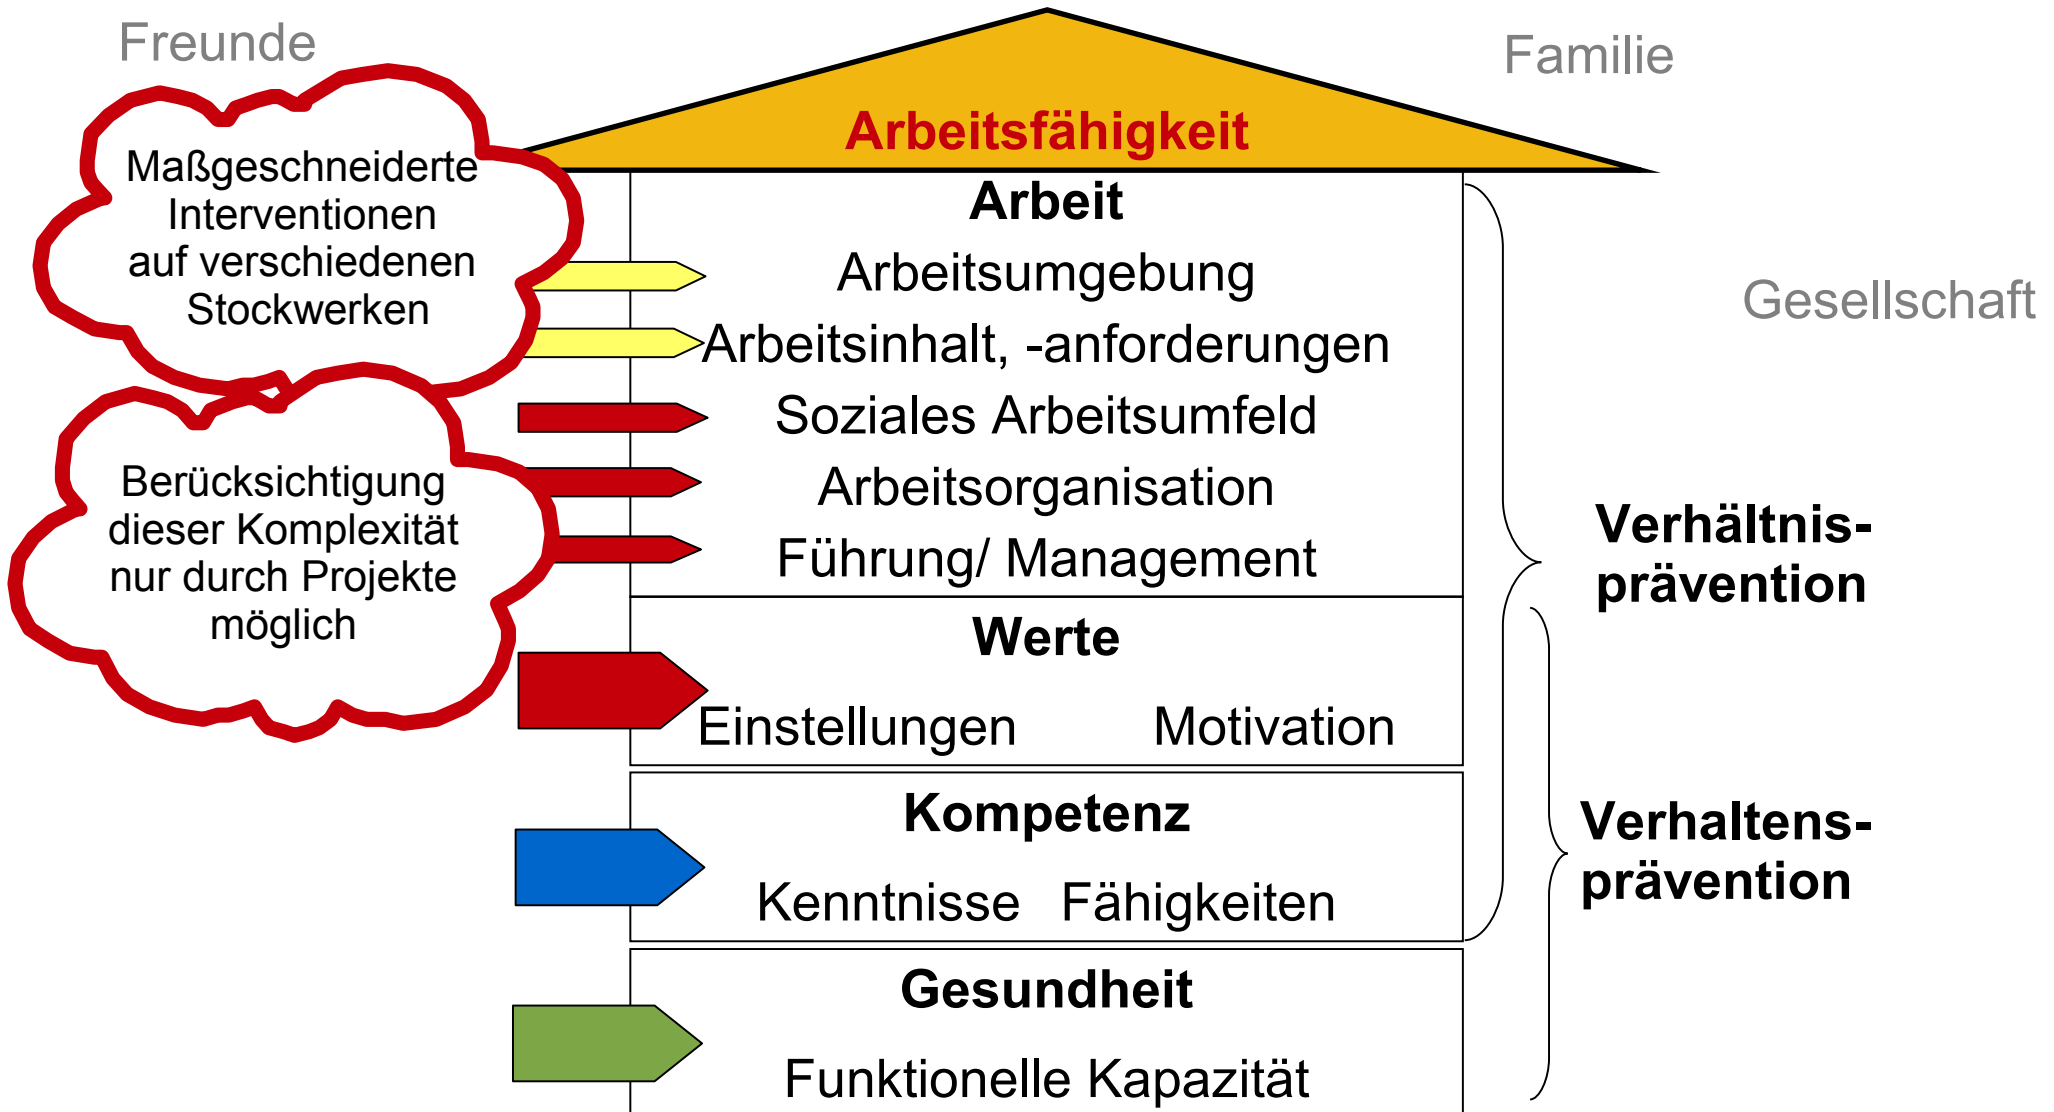 Freunde
Familie
Arbeitsfähigkeit
Maßgeschneiderte
Interventionen
auf verschiedenen
Stockwerken
Berücksichtigung
dieser Komplexität
nur durch Projekte
möglich
Arbeit
Arbeitsumgebung
Arbeitsinhalt, -anforderungen
Soziales Arbeitsumfeld
Arbeitsorganisation
Führung/ Management
Werte
Einstellungen Motivation
Kompetenz
Kenntnisse Fähigkeiten
Gesundheit
Funktionelle Kapazität
Gesellschaft
Verhältnis-
prävention
Verhaltens-
prävention